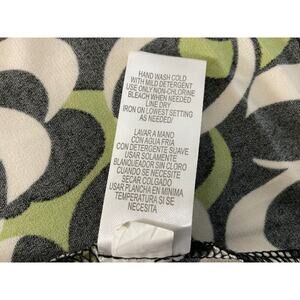 HAND WASH COLD
WITH MILD DETERGENT
USE ONLY NON-CHLORINE
BLEACH WHEN NEEDED
LINE DRY
IRON ON LOWEST SETTING
AS NEEDED/
LAVAR A MANO
CON AGUA FRIA
CON DETERGENTE SUAVE
USAR SOLAMENTE
BLANQUEADOR SIN CLORO
CUANDO SE NECESITA
SECAR COLGADO
USAR PLANCHA EN MINIMA
TEMPERATURA SI SE
NECESITA